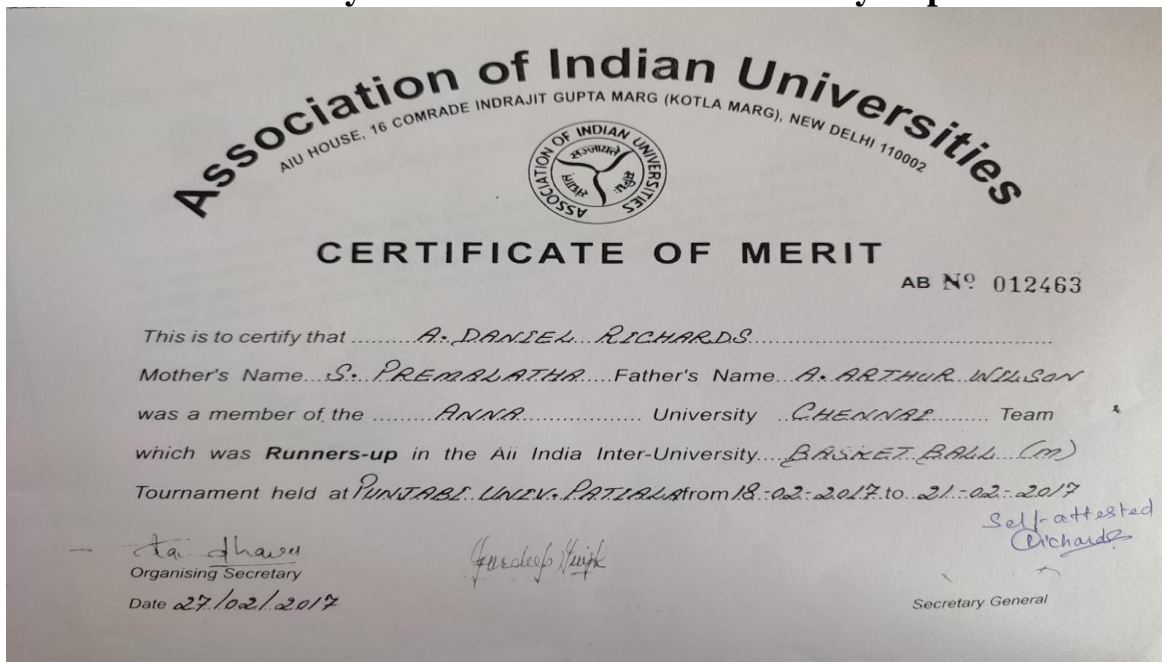 Association of Indian Universities
AIU HOUSE, 16 COMRADE INDRAJIT GUPTA MARG (KOTLA MARG), NEW DELHI 110002
ASSOCIATION OF INDIAN UNIVERSITIES
CERTIFICATE OF MERIT
AB Nº 012463
This is to certify that ........A. DANIEL RICHARDS........
Mother's Name...S. PREMALATHA....Father's Name...A. ARTHUR WILSON
was a member of the ........ANNA........ University ..CHENNAI........ Team
which was Runners-up in the Aii India Inter-University....BASKET BALL (M)
Tournament held at PUNJABI UNIV. PATIALA from 18-02-2017 to 21-02-2017
Self-attested
Richards
Gurdeep Singh
Organising Secretary
Date 27/02/2017
Secretary General